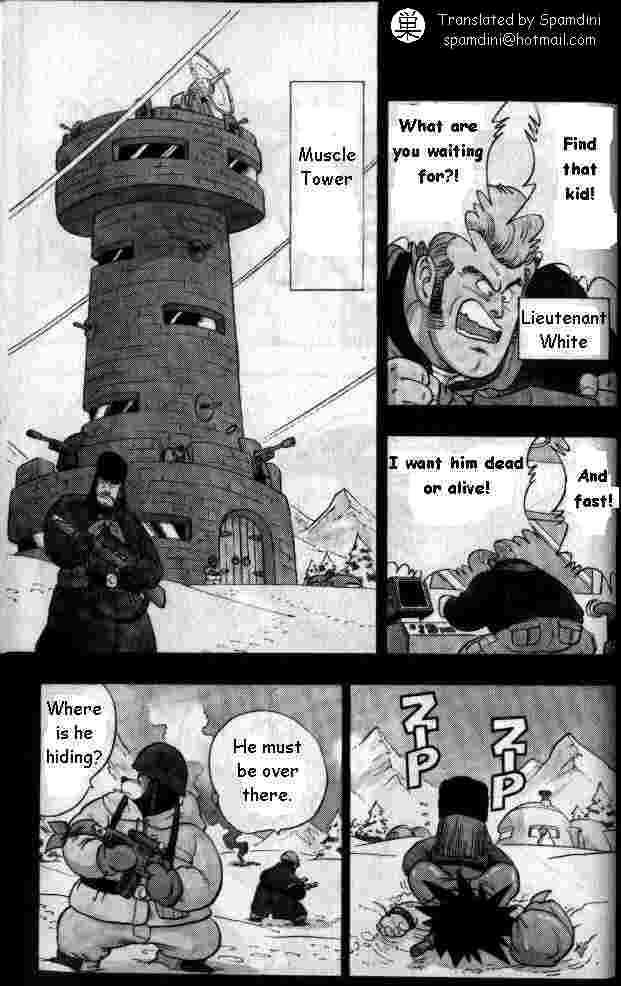 巣
Translated by Spamdini
spamdini@hotmail.com
Muscle
Tower
What are
you waiting
for?!
Find
that
kid!
Lieutenant
White
I want him dead
or alive!
And
fast!
Where
is he
hiding?
He must
be over
there.
ZIP
ZIP